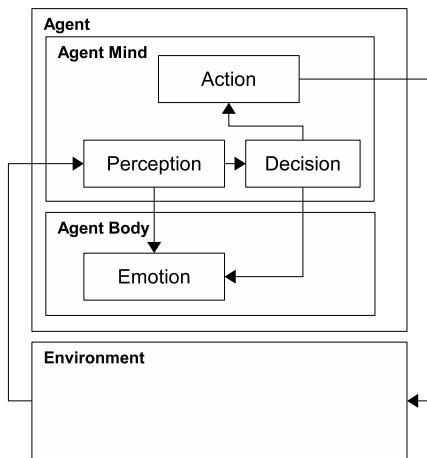 Agent
Agent Mind
Action
Perception
Decision
Agent Body
Emotion
Environment